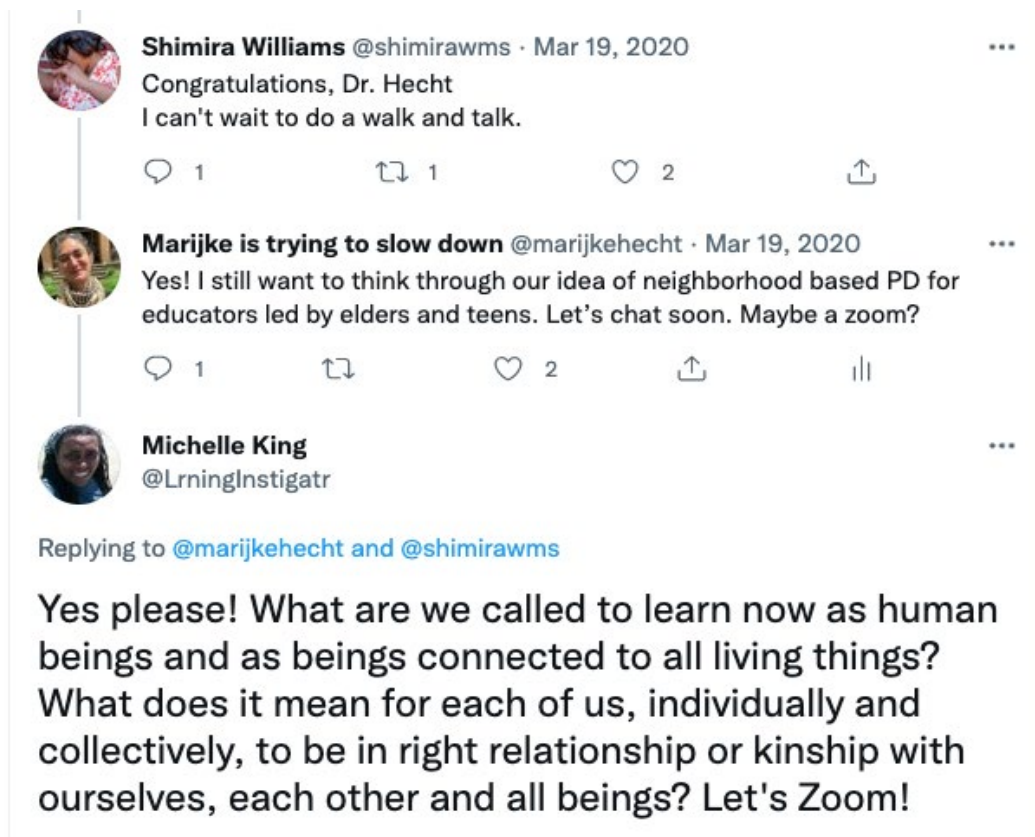 Shimira Williams @shimirawms · Mar 19, 2020
Congratulations, Dr. Hecht
I can't wait to do a walk and talk.
1 1 2
Marijke is trying to slow down @marijkehecht · Mar 19, 2020
Yes! I still want to think through our idea of neighborhood based PD for
educators led by elders and teens. Let’s chat soon. Maybe a zoom?
1 2
Michelle King
@LrningInstigatr
Replying to @marijkehecht and @shimirawms
Yes please! What are we called to learn now as human
beings and as beings connected to all living things?
What does it mean for each of us, individually and
collectively, to be in right relationship or kinship with
ourselves, each other and all beings? Let's Zoom!